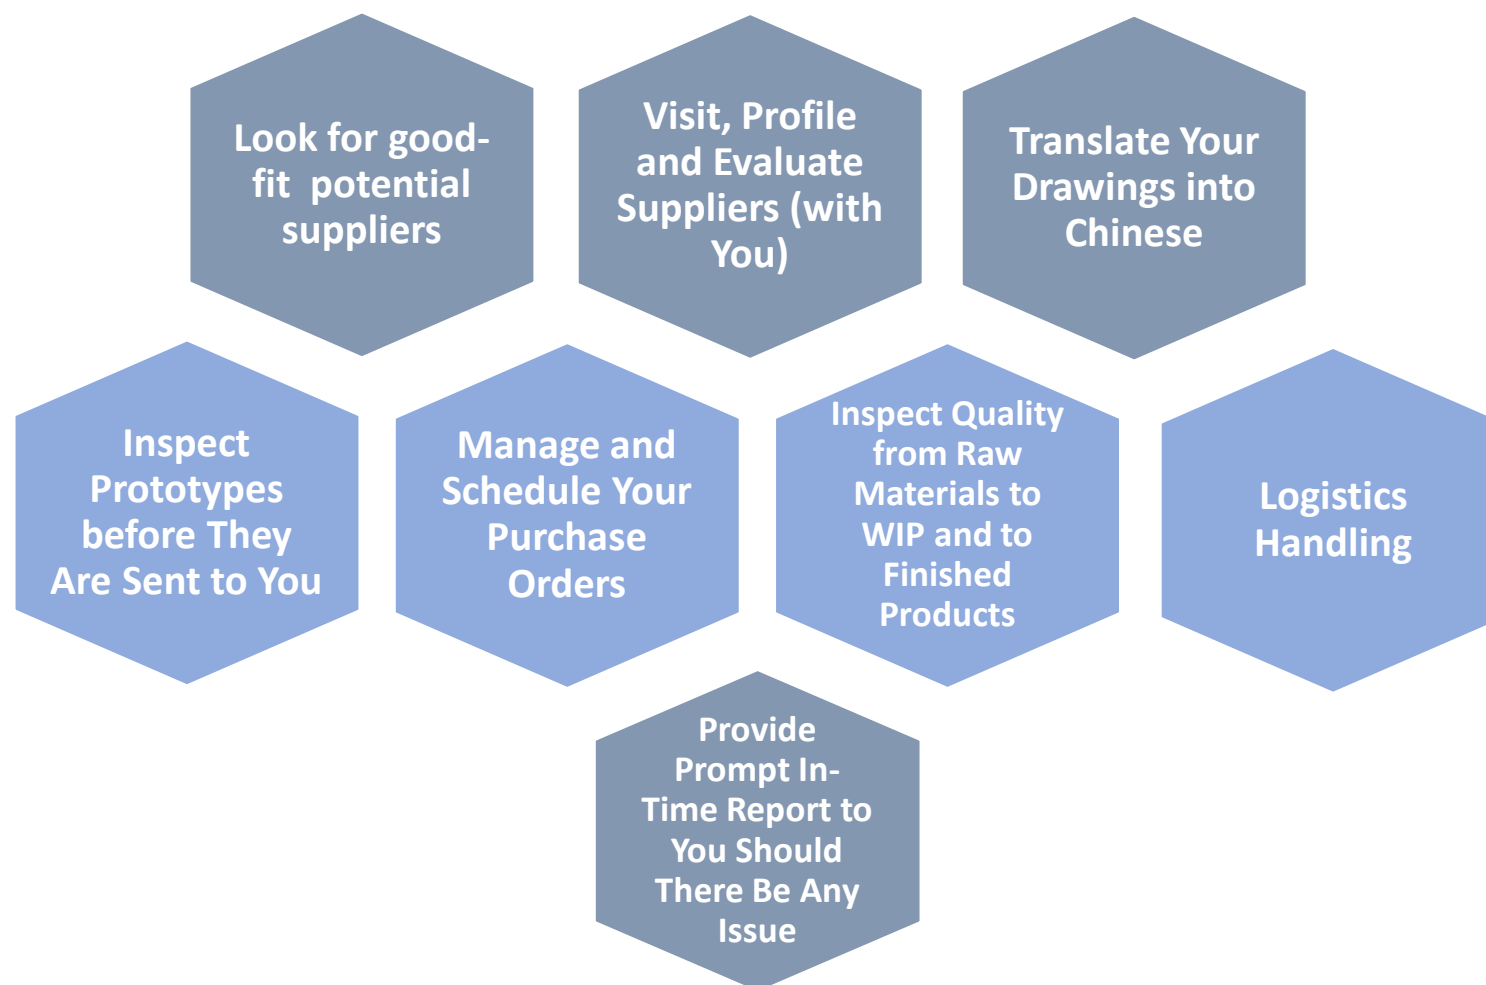 Look for good-
fit  potential
suppliers
Visit, Profile
and Evaluate
Suppliers (with
You)
Translate Your
Drawings into
Chinese
Inspect
Prototypes
before They
Are Sent to You
Manage and
Schedule Your
Purchase
Orders
Inspect Quality
from Raw
Materials to
WIP and to
Finished
Products
Logistics
Handling
Provide
Prompt In-
Time Report to
You Should
There Be Any
Issue